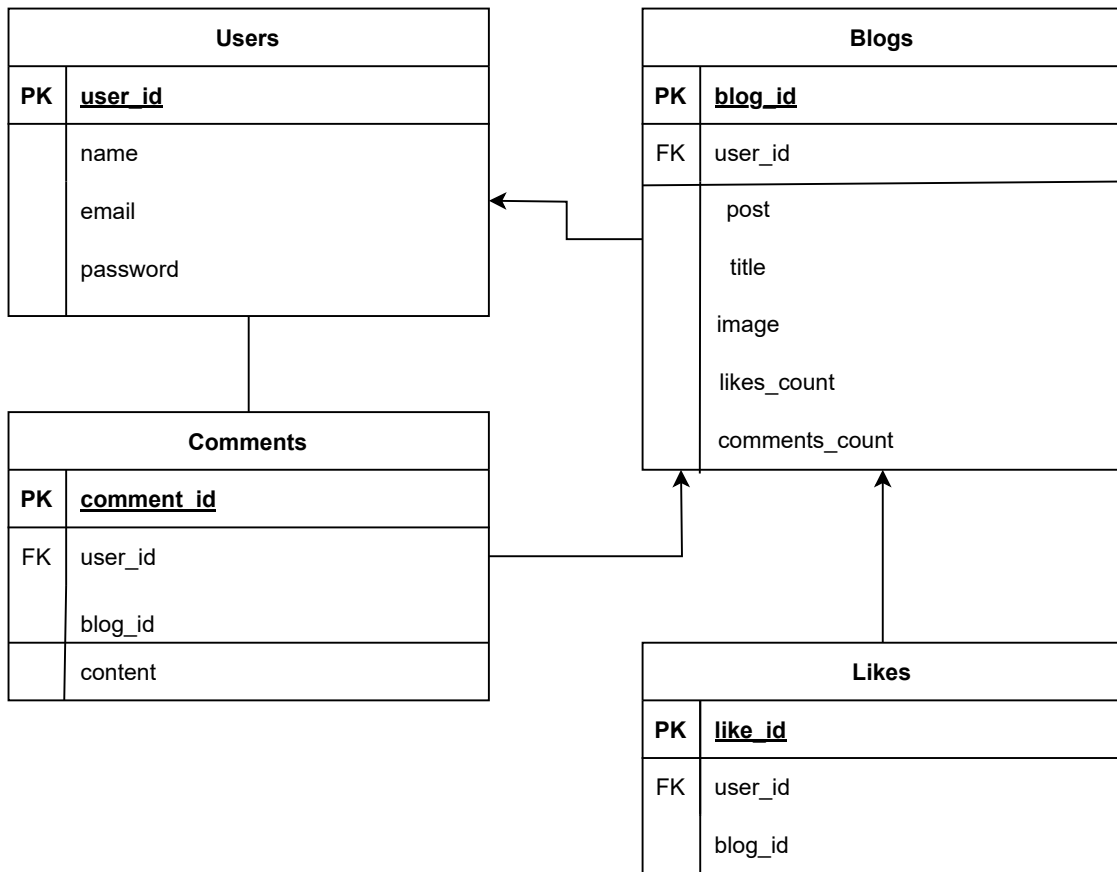 Users
PK user_id
name
email
password
Blogs
PK blog_id
FK user_id
post
title
image
likes_count
comments_count
Comments
PK comment_id
FK user_id
blog_id
content
Likes
PK like_id
FK user_id
blog_id